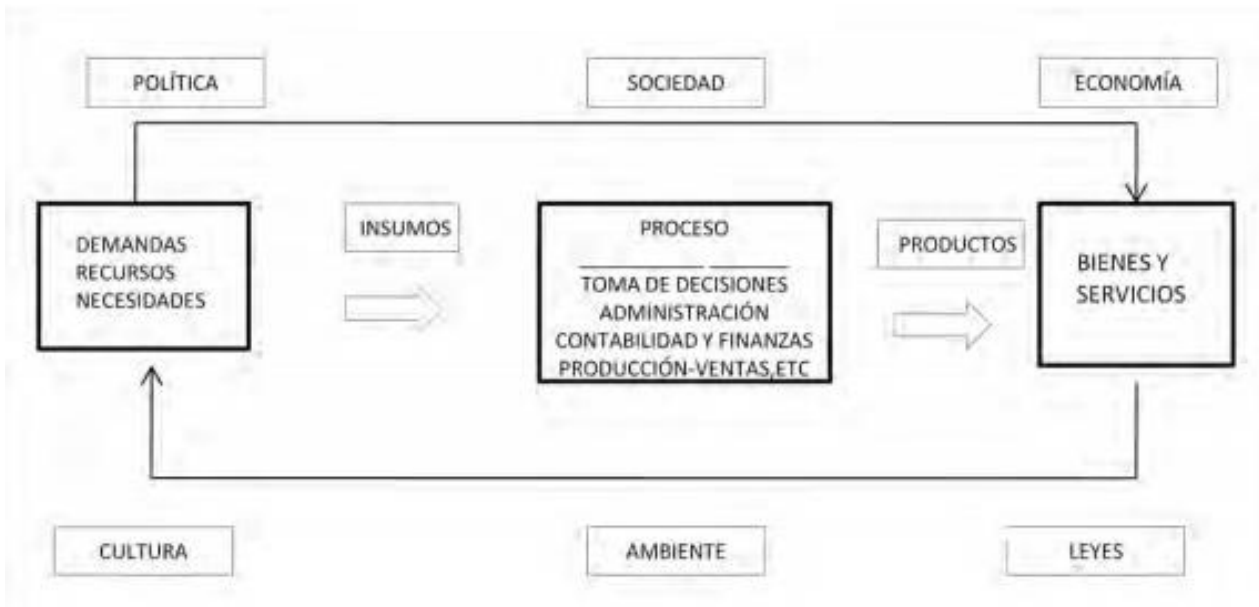 POLÍTICA
SOCIEDAD
ECONOMÍA
DEMANDAS
RECURSOS
NECESIDADES
INSUMOS
PROCESO
TOMA DE DECISIONES
ADMINISTRACIÓN
CONTABILIDAD Y FINANZAS
PRODUCCIÓN-VENTAS,ETC
PRODUCTOS
BIENES Y
SERVICIOS
CULTURA
AMBIENTE
LEYES